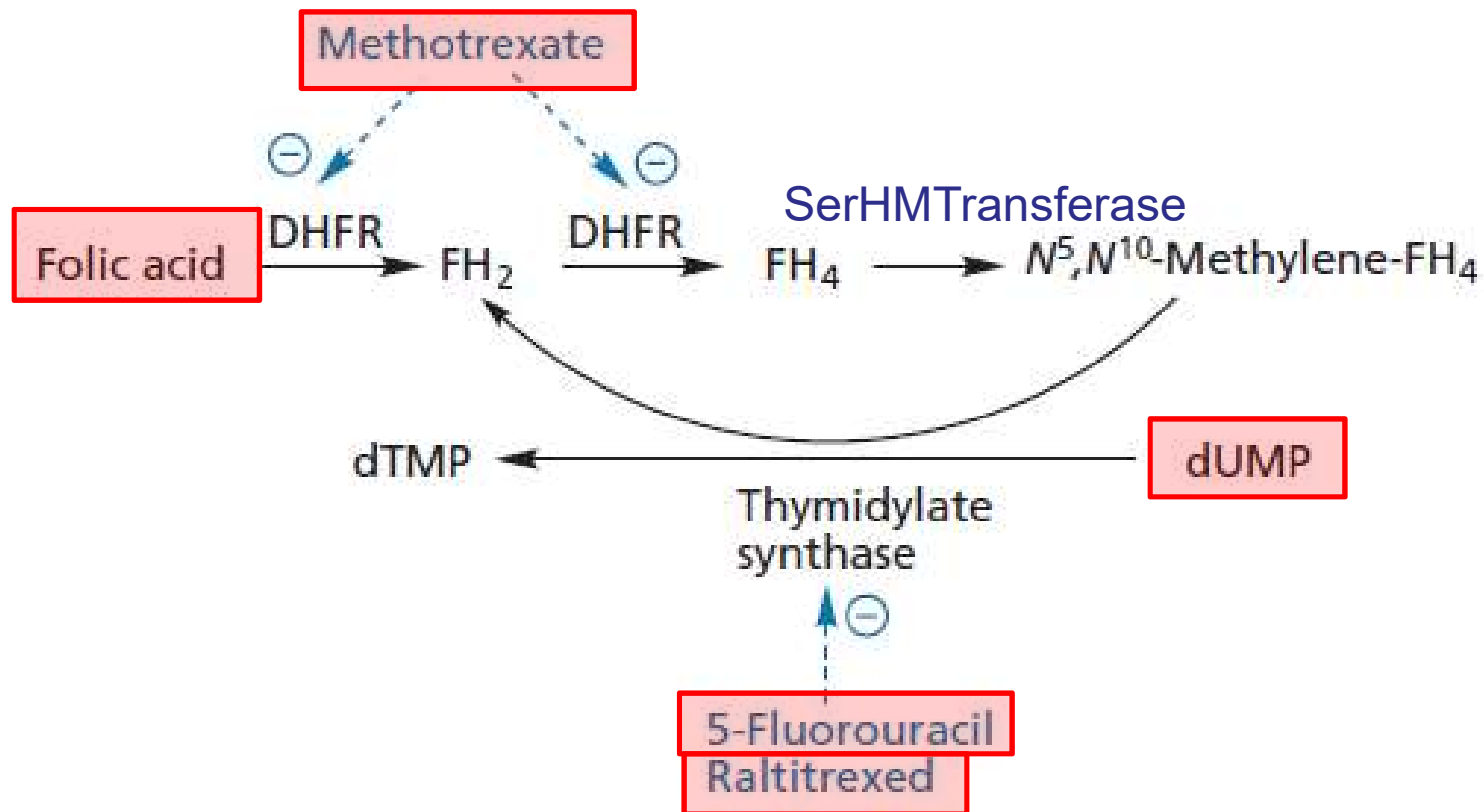 Methotrexate
⊖ ⊖
SerHMTransferase
DHFR DHFR
Folic acid FH₂ FH₄ N⁵,N¹⁰-Methylene-FH₄
dTMP dUMP
Thymidylate
synthase
⊖
5-Fluorouracil
Raltitrexed